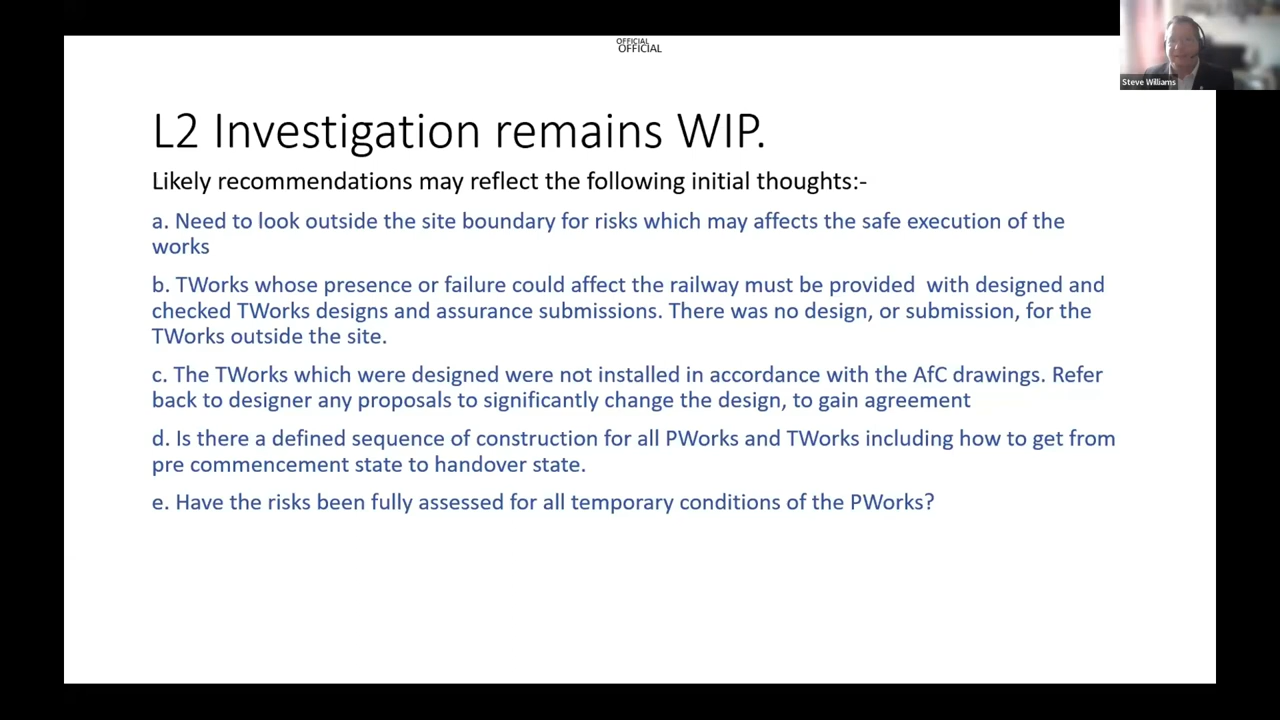 OFFICIAL
OFFICIAL
Steve Williams
L2 Investigation remains WIP.
Likely recommendations may reflect the following initial thoughts:-
a. Need to look outside the site boundary for risks which may affects the safe execution of the
works
b. TWorks whose presence or failure could affect the railway must be provided  with designed and
checked TWorks designs and assurance submissions. There was no design, or submission, for the
TWorks outside the site.
c. The TWorks which were designed were not installed in accordance with the AfC drawings. Refer
back to designer any proposals to significantly change the design, to gain agreement
d. Is there a defined sequence of construction for all PWorks and TWorks including how to get from
pre commencement state to handover state.
e. Have the risks been fully assessed for all temporary conditions of the PWorks?